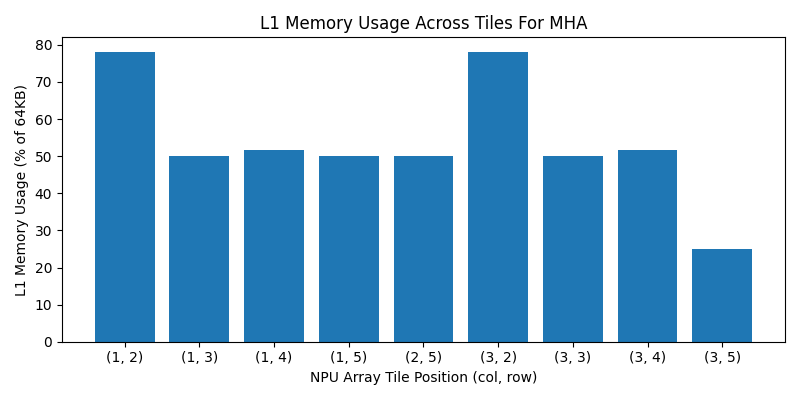 L1 Memory Usage Across Tiles For MHA
L1 Memory Usage (% of 64KB)
80
70
60
50
40
30
20
10
0
(1, 2) (1, 3) (1, 4) (1, 5) (2, 5) (3, 2) (3, 3) (3, 4) (3, 5)
NPU Array Tile Position (col, row)